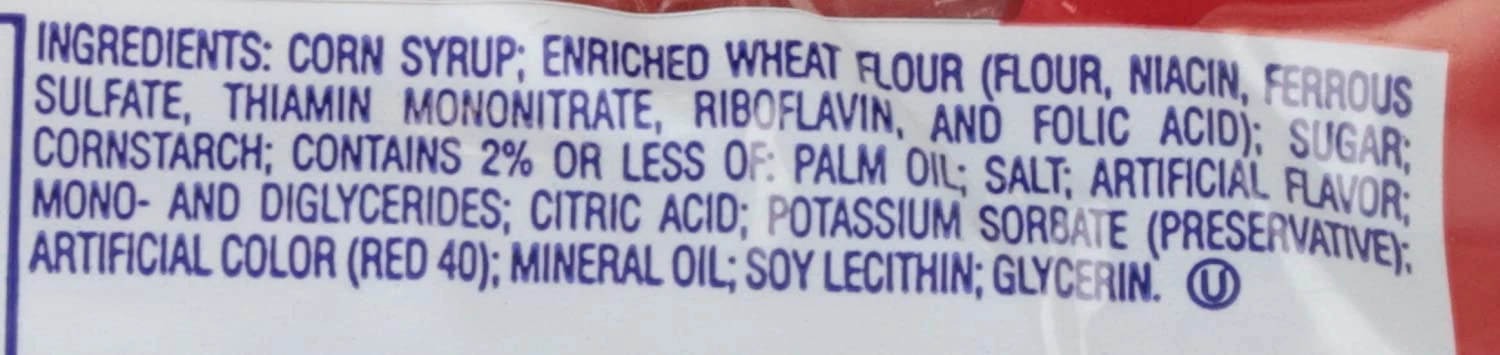 INGREDIENTS: CORN SYRUP; ENRICHED WHEAT FLOUR (FLOUR, NIACIN, FERROUS
SULFATE, THIAMIN MONONITRATE, RIBOFLAVIN, AND FOLIC ACID); SUGAR;
CORNSTARCH; CONTAINS 2% OR LESS OF: PALM OIL; SALT; ARTIFICIAL FLAVOR;
MONO- AND DIGLYCERIDES; CITRIC ACID; POTASSIUM SORBATE (PRESERVATIVE);
ARTIFICIAL COLOR (RED 40); MINERAL OIL; SOY LECITHIN; GLYCERIN. Ⓤ